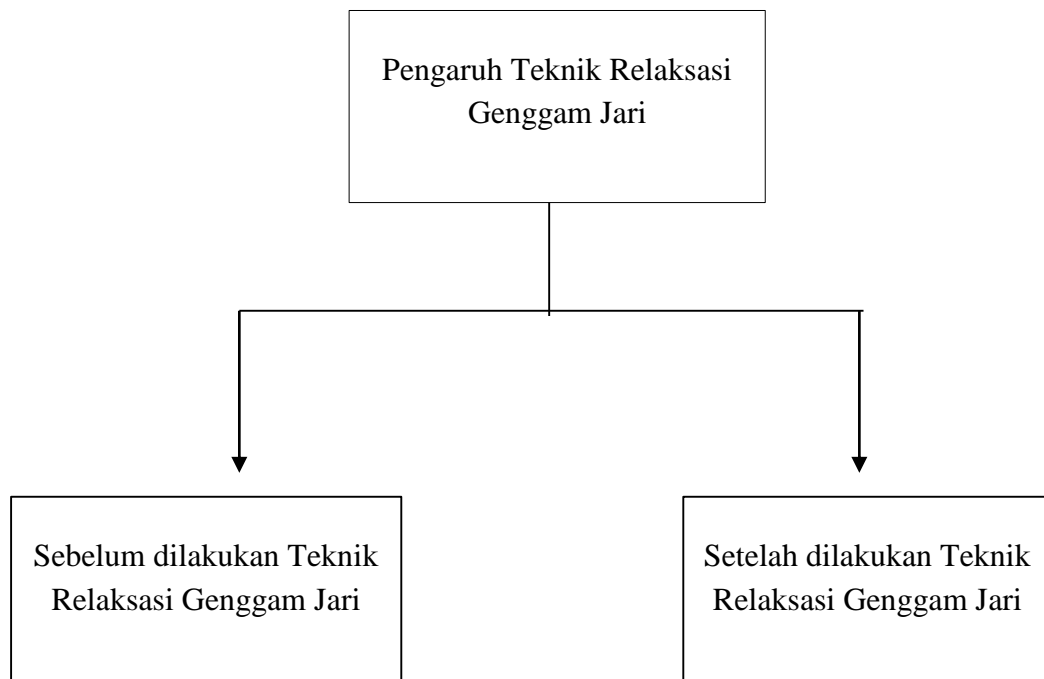 Pengaruh Teknik Relaksasi
Genggam Jari
Sebelum dilakukan Teknik
Relaksasi Genggam Jari
Setelah dilakukan Teknik
Relaksasi Genggam Jari